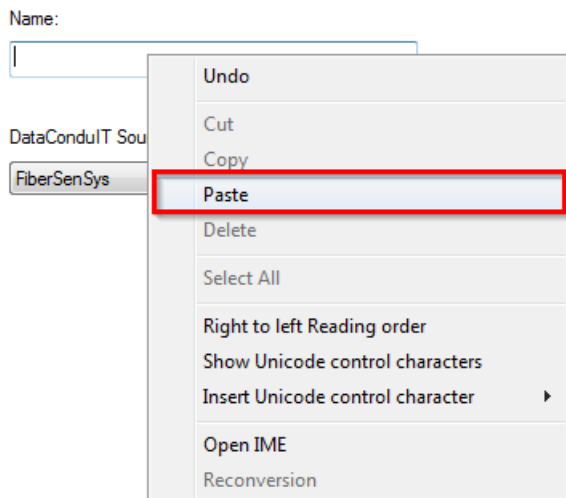 Name:
Undo
Cut
DataConduIT Sou
Copy
FiberSenSys
Paste
Delete
Select All
Right to left Reading order
Show Unicode control characters
Insert Unicode control character
Open IME
Reconversion